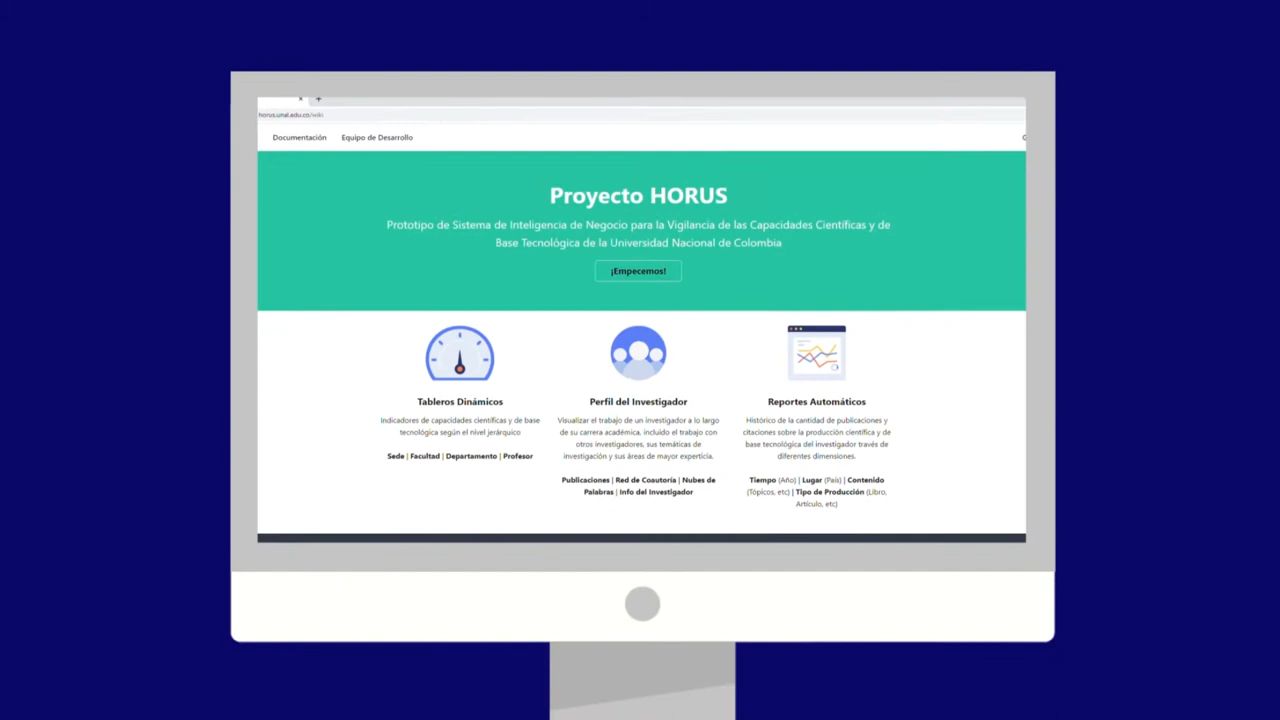 horus.unal.edu.co/wiki
Documentación Equipo de Desarrollo
Proyecto HORUS
Prototipo de Sistema de Inteligencia de Negocio para la Vigilancia de las Capacidades Científicas y de
Base Tecnológica de la Universidad Nacional de Colombia
¡Empecemos!
Tableros Dinámicos
Indicadores de capacidades científicas y de base
tecnológica según el nivel jerárquico
Sede | Facultad | Departamento | Profesor
Perfil del Investigador
Visualizar el trabajo de un investigador a lo largo
de su carrera académica, incluido el trabajo con
otros investigadores, sus temáticas de
investigación y sus áreas de mayor experticia.
Publicaciones | Red de Coautoría | Nubes de
Palabras | Info del Investigador
Reportes Automáticos
Histórico de la cantidad de publicaciones y
citaciones sobre la producción científica y de
base tecnológica del investigador través de
diferentes dimensiones.
Tiempo (Año) | Lugar (País) | Contenido
(Tópicos, etc) | Tipo de Producción (Libro,
Artículo, etc)